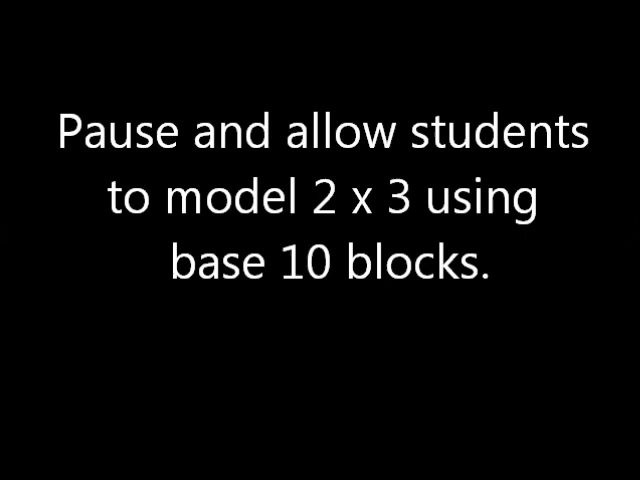 Pause and allow students
to model 2 x 3 using
base 10 blocks.